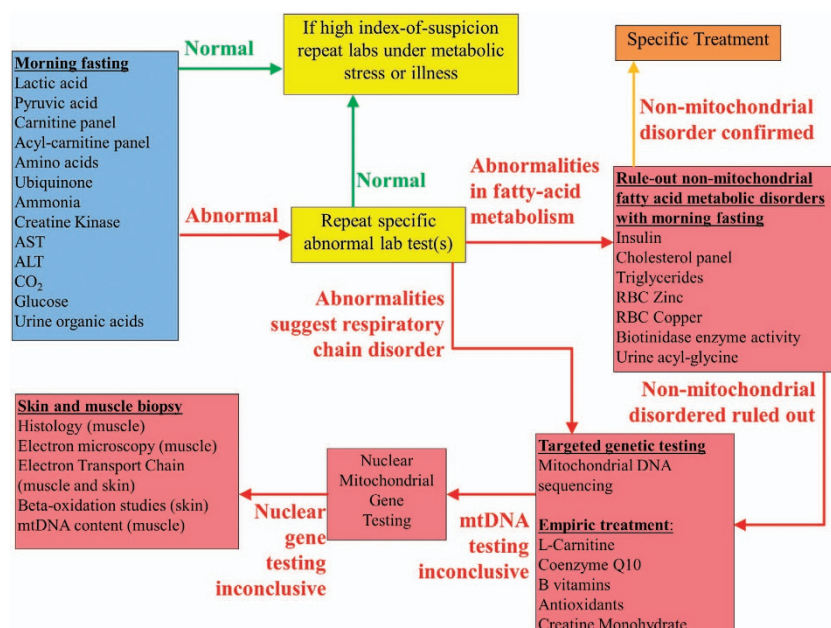 Morning fasting
Lactic acid
Pyruvic acid
Carnitine panel
Acyl-carnitine panel
Amino acids
Ubiquinone
Ammonia
Creatine Kinase
AST
ALT
CO₂
Glucose
Urine organic acids
Normal
If high index-of-suspicion
repeat labs under metabolic
stress or illness
Normal
Abnormal
Repeat specific
abnormal lab test(s)
Abnormalities
in fatty-acid
metabolism
Specific Treatment
Non-mitochondrial
disorder confirmed
Rule-out non-mitochondrial
fatty acid metabolic disorders
with morning fasting
Insulin
Cholesterol panel
Triglycerides
RBC Zinc
RBC Copper
Biotinidase enzyme activity
Urine acyl-glycine
Abnormalities
suggest respiratory
chain disorder
Non-mitochondrial
disordered ruled out
Targeted genetic testing
Mitochondrial DNA
sequencing
Empiric treatment:
L-Carnitine
Coenzyme Q10
B vitamins
Antioxidants
Creatine Monohydrate
mtDNA
testing
inconclusive
Nuclear
Mitochondrial
Gene
Testing
Nuclear
gene
testing
inconclusive
Skin and muscle biopsy
Histology (muscle)
Electron microscopy (muscle)
Electron Transport Chain
(muscle and skin)
Beta-oxidation studies (skin)
mtDNA content (muscle)